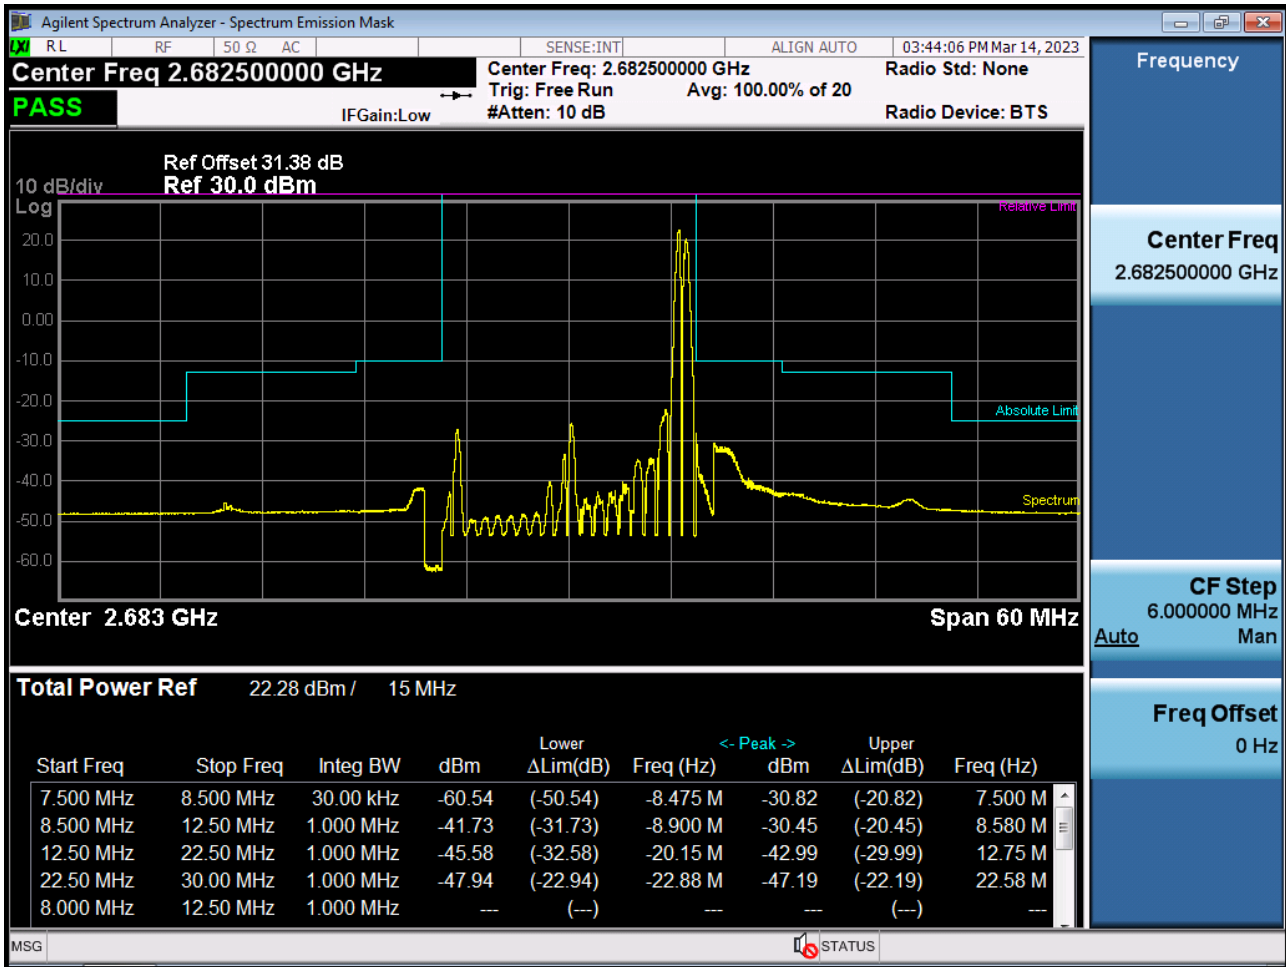 Agilent Spectrum Analyzer - Spectrum Emission Mask
LXI RL RF 50 Ω AC SENSE:INT ALIGN AUTO 03:44:06 PM Mar 14, 2023
Center Freq 2.682500000 GHz
Center Freq: 2.682500000 GHz Radio Std: None
Trig: Free Run Avg: 100.00% of 20
PASS
IFGain:Low #Atten: 10 dB Radio Device: BTS
Ref Offset 31.38 dB
10 dB/div Ref 30.0 dBm
Log
Relative Limit
20.0
10.0
0.00
-10.0
-20.0
Absolute Limit
-30.0
-40.0
Spectrum
-50.0
-60.0
Center 2.683 GHz Span 60 MHz
Total Power Ref 22.28 dBm / 15 MHz
Lower <- Peak -> Upper
Start Freq Stop Freq Integ BW dBm ΔLim(dB) Freq (Hz) dBm ΔLim(dB) Freq (Hz)
7.500 MHz 8.500 MHz 30.00 kHz -60.54 (-50.54) -8.475 M -30.82 (-20.82) 7.500 M
8.500 MHz 12.50 MHz 1.000 MHz -41.73 (-31.73) -8.900 M -30.45 (-20.45) 8.580 M
12.50 MHz 22.50 MHz 1.000 MHz -45.58 (-32.58) -20.15 M -42.99 (-29.99) 12.75 M
22.50 MHz 30.00 MHz 1.000 MHz -47.94 (-22.94) -22.88 M -47.19 (-22.19) 22.58 M
8.000 MHz 12.50 MHz 1.000 MHz --- (---) --- --- (---) ---
MSG STATUS
Frequency
Center Freq
2.682500000 GHz
CF Step
6.000000 MHz
Auto Man
Freq Offset
0 Hz